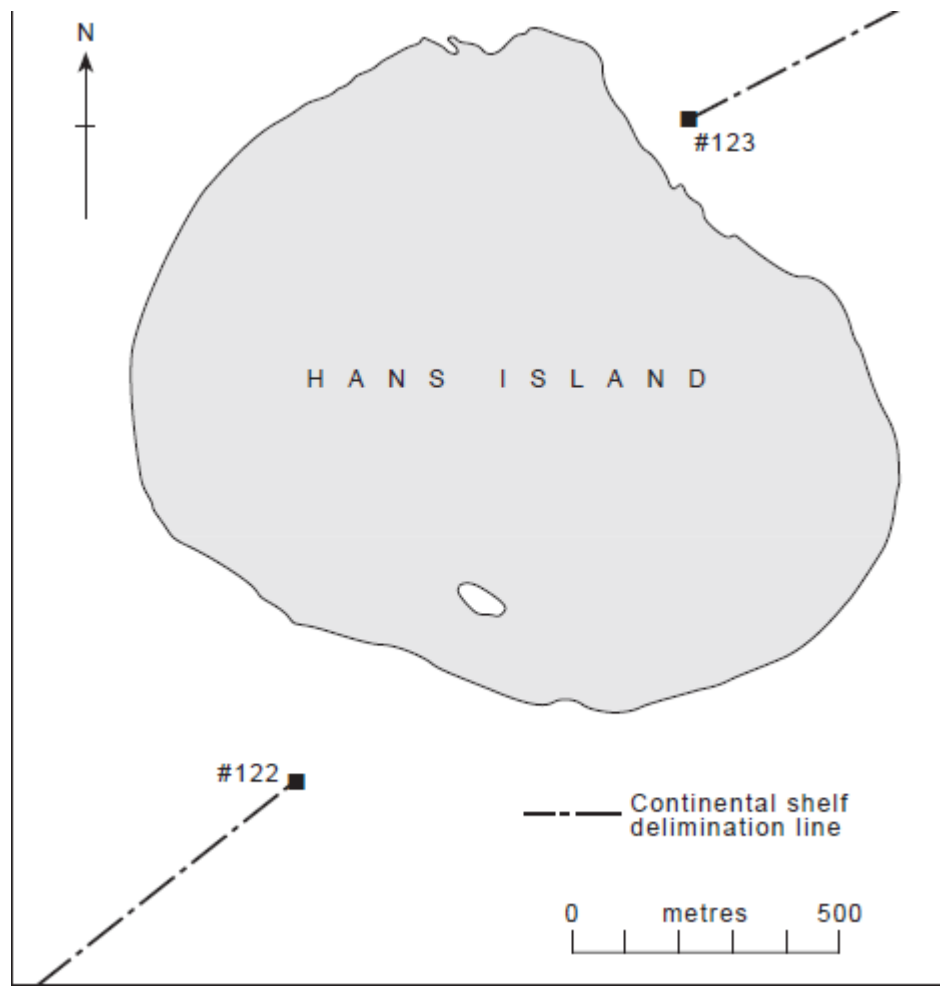 N
#123
HANS ISLAND
#122
Continental shelf
delimination line
0 metres 500